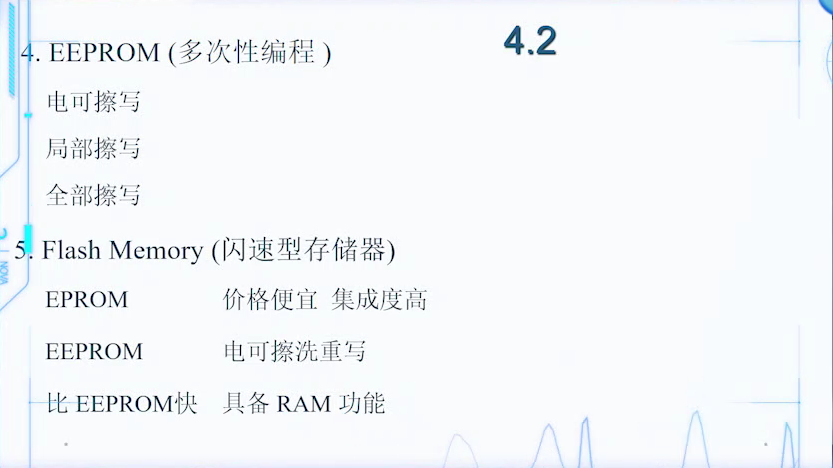 4.2
4. EEPROM (多次性编程 )
电可擦写
局部擦写
全部擦写
5. Flash Memory (闪速型存储器)
EPROM 价格便宜 集成度高
EEPROM 电可擦洗重写
比 EEPROM快 具备 RAM 功能